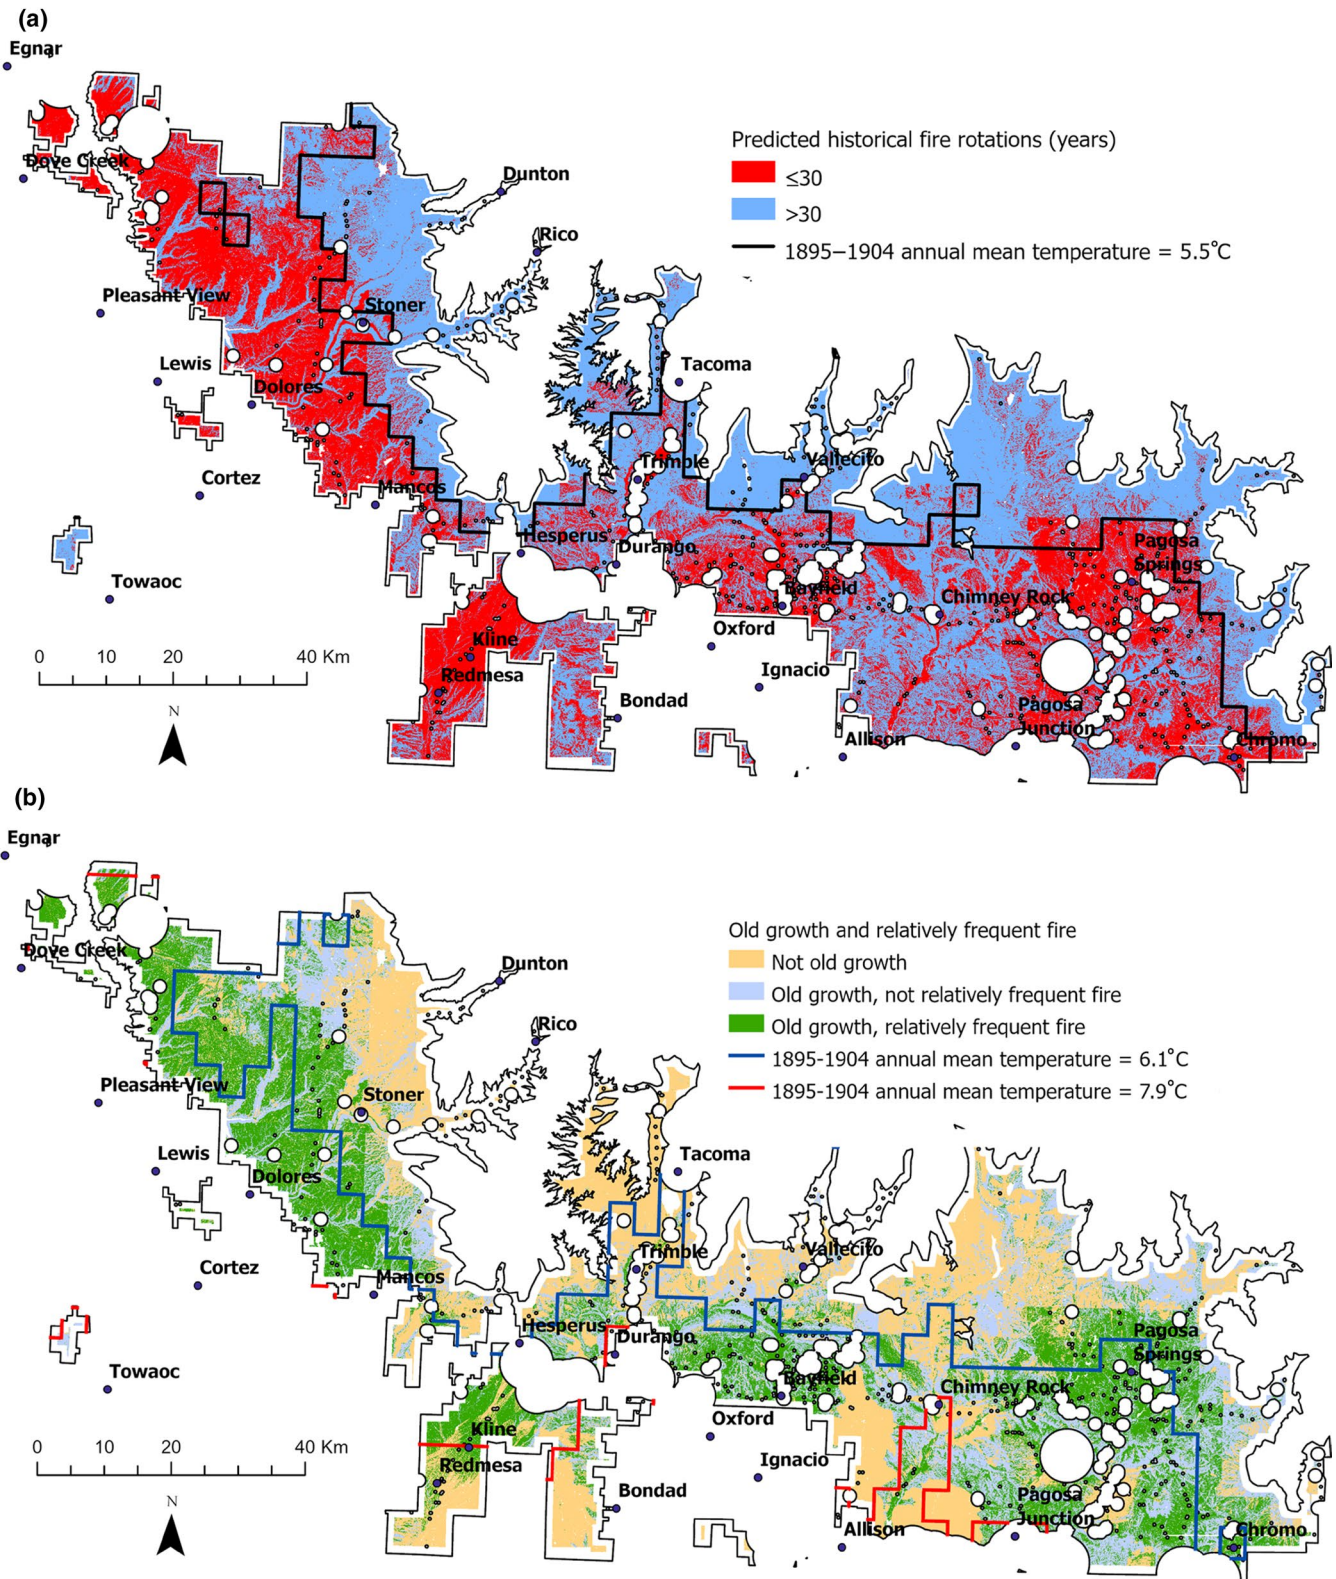 (a)
Egnar
Predicted historical fire rotations (years)
≤30
>30
1895–1904 annual mean temperature = 5.5°C
Dove Creek
Dunton
Rico
Pleasant View
Stoner
Lewis
Tacoma
Dolores
Trimble
Vallecito
Cortez
Mancos
Hesperus
Durango
Pagosa
Springs
Towaoc
Bayfield
Chimney Rock
Oxford
Kline
0 10 20 40 Km
Redmesa
Ignacio
Bondad
Pagosa
Junction
N
Allison
Chromo
(b)
Egnar
Old growth and relatively frequent fire
Not old growth
Old growth, not relatively frequent fire
Old growth, relatively frequent fire
1895-1904 annual mean temperature = 6.1°C
1895-1904 annual mean temperature = 7.9°C
Dove Creek
Dunton
Rico
Pleasant View
Stoner
Lewis
Tacoma
Dolores
Trimble
Vallecito
Cortez
Mancos
Hesperus
Durango
Pagosa
Springs
Towaoc
Bayfield
Chimney Rock
Oxford
Kline
0 10 20 40 Km
Redmesa
Ignacio
Bondad
Pagosa
Junction
N
Allison
Chromo